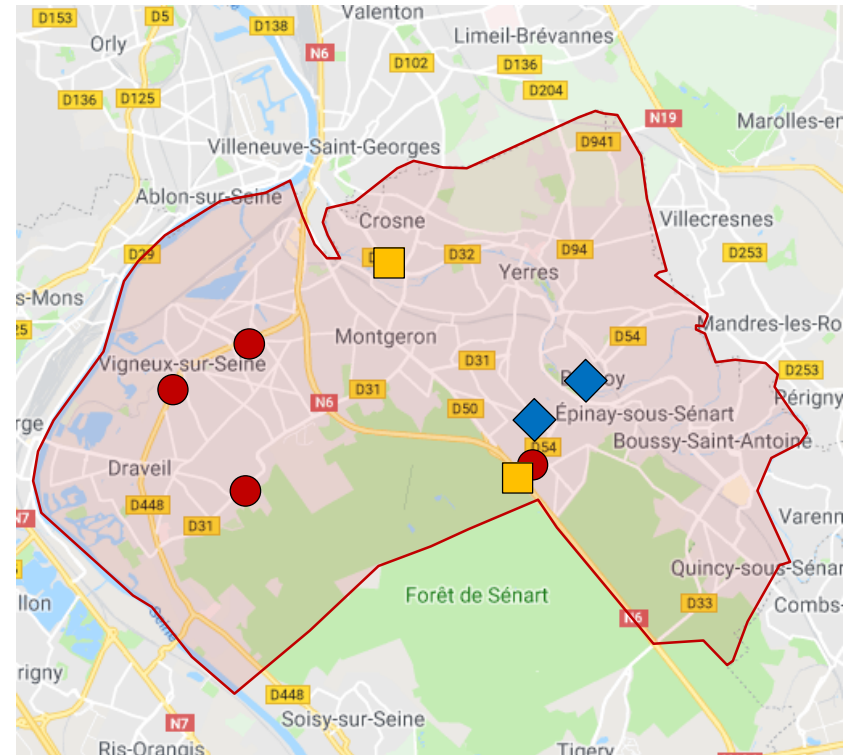 Valenton
D153
D5
D138
Orly
Limeil-Brévannes
N6
D102
D136
D136
D125
D204
N19
Marolles-en
D941
Villeneuve-Saint-Georges
Ablon-sur-Seine
Crosne
Villecresnes
D29
D32
D94
D253
Yerres
s-Mons
25
Montgeron
D54
Mandres-les-Ro
Vigneux-sur-Seine
D31
D253
D31
Périgny
N6
D50
Épinay-sous-Sénart
rge
D54
Boussy-Saint-Antoine
Draveil
D448
N7
D31
Varenn
Quincy-sous-Sénar
Forêt de Sénart
llon
D33
Combs-
Seine
N6
rigny
D448
N7
Soisy-sur-Seine
Ris-Orangis
Tigery